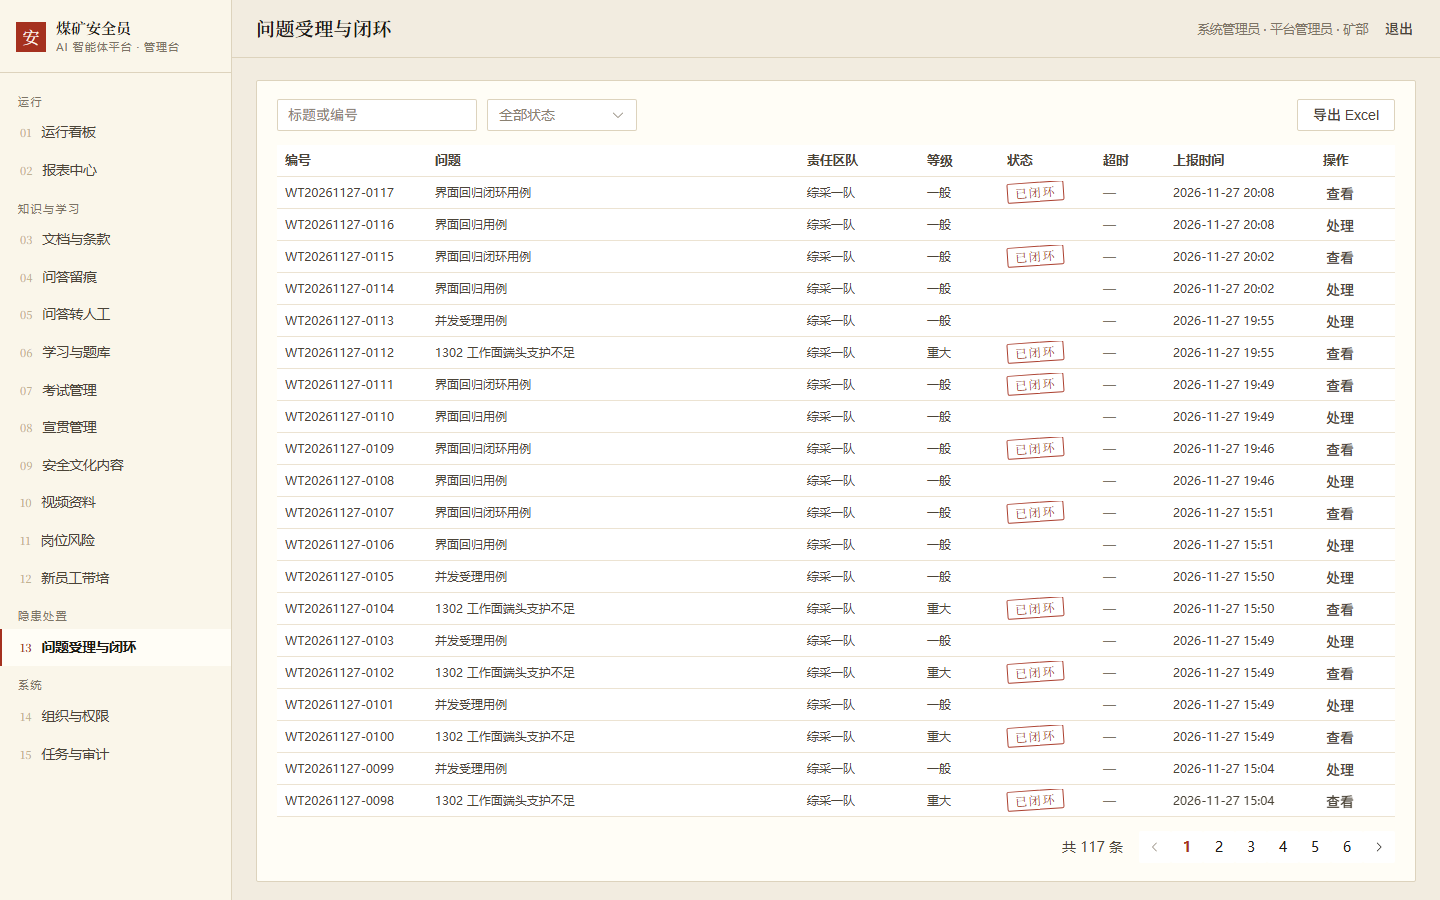 安
煤矿安全员
AI 智能体平台 · 管理台
运行
01 运行看板
02 报表中心
知识与学习
03 文档与条款
04 问答留痕
05 问答转人工
06 学习与题库
07 考试管理
08 宣贯管理
09 安全文化内容
10 视频资料
11 岗位风险
12 新员工带培
隐患处置
13 问题受理与闭环
系统
14 组织与权限
15 任务与审计
问题受理与闭环
系统管理员 · 平台管理员 · 矿部 退出
标题或编号 全部状态 导出 Excel
编号 问题 责任区队 等级 状态 超时 上报时间 操作
WT20261127-0117 界面回归闭环用例 综采一队 一般 已闭环 — 2026-11-27 20:08 查看
WT20261127-0116 界面回归用例 综采一队 一般 — 2026-11-27 20:08 处理
WT20261127-0115 界面回归闭环用例 综采一队 一般 已闭环 — 2026-11-27 20:02 查看
WT20261127-0114 界面回归用例 综采一队 一般 — 2026-11-27 20:02 处理
WT20261127-0113 并发受理用例 综采一队 一般 — 2026-11-27 19:55 处理
WT20261127-0112 1302 工作面端头支护不足 综采一队 重大 已闭环 — 2026-11-27 19:55 查看
WT20261127-0111 界面回归闭环用例 综采一队 一般 已闭环 — 2026-11-27 19:49 查看
WT20261127-0110 界面回归用例 综采一队 一般 — 2026-11-27 19:49 处理
WT20261127-0109 界面回归闭环用例 综采一队 一般 已闭环 — 2026-11-27 19:46 查看
WT20261127-0108 界面回归用例 综采一队 一般 — 2026-11-27 19:46 处理
WT20261127-0107 界面回归闭环用例 综采一队 一般 已闭环 — 2026-11-27 15:51 查看
WT20261127-0106 界面回归用例 综采一队 一般 — 2026-11-27 15:51 处理
WT20261127-0105 并发受理用例 综采一队 一般 — 2026-11-27 15:50 处理
WT20261127-0104 1302 工作面端头支护不足 综采一队 重大 已闭环 — 2026-11-27 15:50 查看
WT20261127-0103 并发受理用例 综采一队 一般 — 2026-11-27 15:49 处理
WT20261127-0102 1302 工作面端头支护不足 综采一队 重大 已闭环 — 2026-11-27 15:49 查看
WT20261127-0101 并发受理用例 综采一队 一般 — 2026-11-27 15:49 处理
WT20261127-0100 1302 工作面端头支护不足 综采一队 重大 已闭环 — 2026-11-27 15:49 查看
WT20261127-0099 并发受理用例 综采一队 一般 — 2026-11-27 15:04 处理
WT20261127-0098 1302 工作面端头支护不足 综采一队 重大 已闭环 — 2026-11-27 15:04 查看
共 117 条 1 2 3 4 5 6